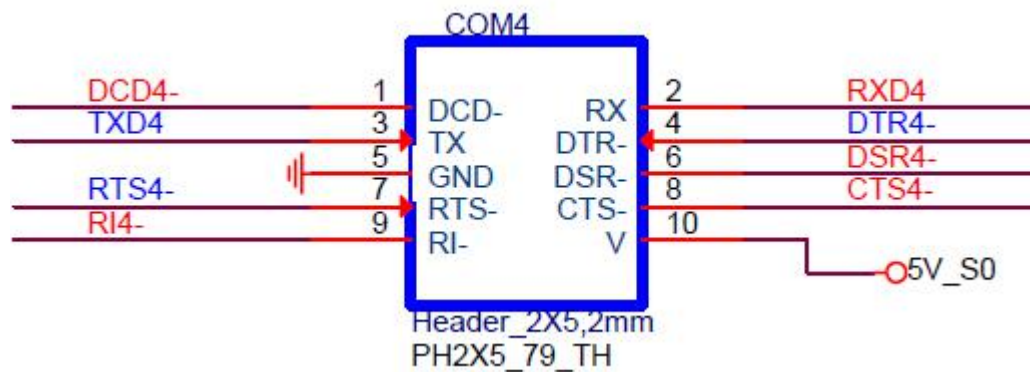 COM4
DCD4- 1 DCD- RX 2 RXD4
TXD4 3 TX DTR- 4 DTR4-
5 GND DSR- 6 DSR4-
RTS4- 7 RTS- CTS- 8 CTS4-
RI4- 9 RI- V 10
5V_S0
Header_2X5,2mm
PH2X5_79_TH